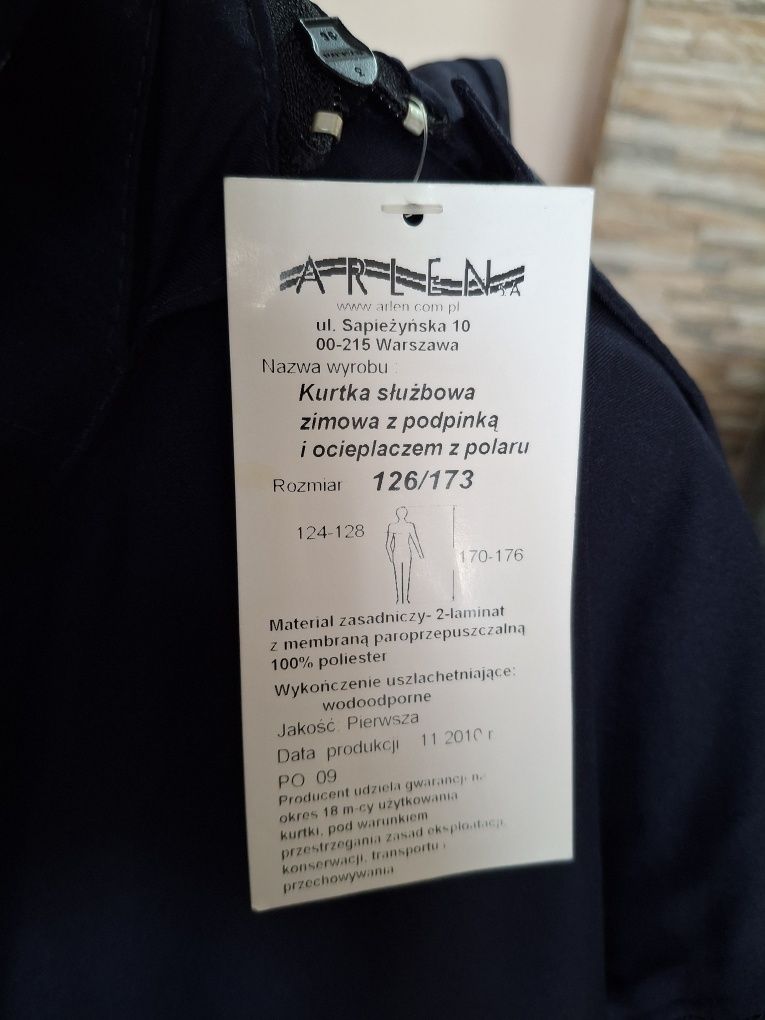 ARLEN S.A
www.arlen.com.pl
ul. Sapieżyńska 10
00-215 Warszawa
Nazwa wyrobu :
Kurtka służbowa
zimowa z podpinką
i ocieplaczem z polaru
Rozmiar 126/173
124-128
170-176
Materiał zasadniczy- 2-laminat
z membraną paroprzepuszczalną
100% poliester
Wykończenie uszlachetniające:
wodoodporne
Jakość: Pierwsza
Data produkcji 11 2010 r
PO 09
Producent udziela gwarancji na
okres 18 m-cy użytkowania
kurtki, pod warunkiem
przestrzegania zasad eksploatacji,
konserwacji, transportu i
przechowywania